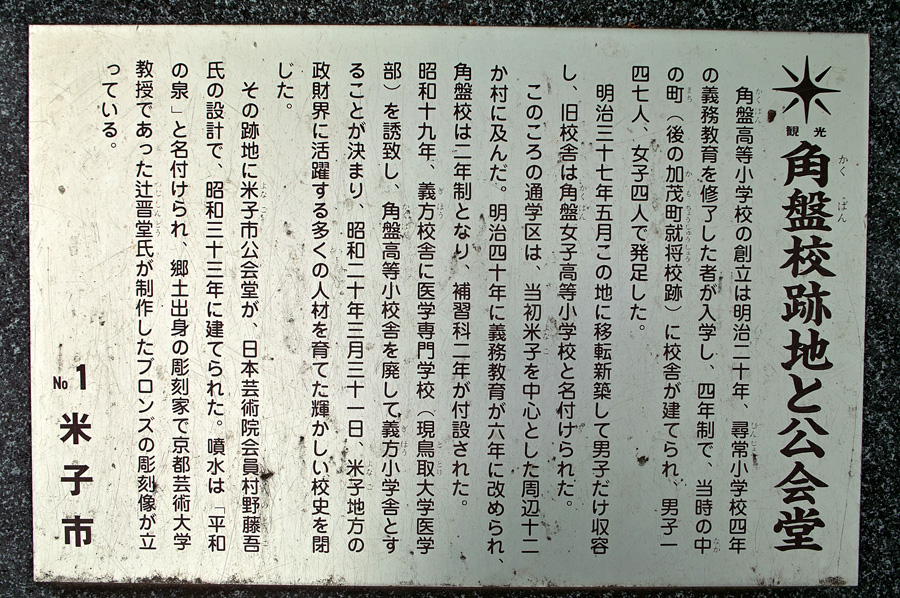 観光
角盤校跡地と公会堂
角盤高等小学校の創立は明治二十年、尋常小学校四年
の義務教育を修了した者が入学し、四年制で、当時の中
の町（後の加茂町就将校跡）に校舎が建てられ、男子一
四七人、女子四人で発足した。
明治三十七年五月この地に移転新築して男子だけ収容
し、旧校舎は角盤女子高等小学校と名付けられた。
このころの通学区は、当初米子を中心とした周辺十二
か村に及んだ。明治四十年に義務教育が六年に改められ、
角盤校は二年制となり、補習科二年が付設された。
昭和十九年、義方校舎に医学専門学校（現鳥取大学医学
部）を誘致し、角盤高等小校舎を廃して義方小学舎とす
ることが決まり、昭和二十年三月三十一日、米子地方の
政財界に活躍する多くの人材を育てた輝かしい校史を閉
じた。
その跡地に米子市公会堂が、日本芸術院会員村野藤吾
氏の設計で、昭和三十三年に建てられた。噴水は「平和
の泉」と名付けられ、郷土出身の彫刻家で京都芸術大学
教授であった辻晋堂氏が制作したブロンズの彫刻像が立
っている。
№1 米子市